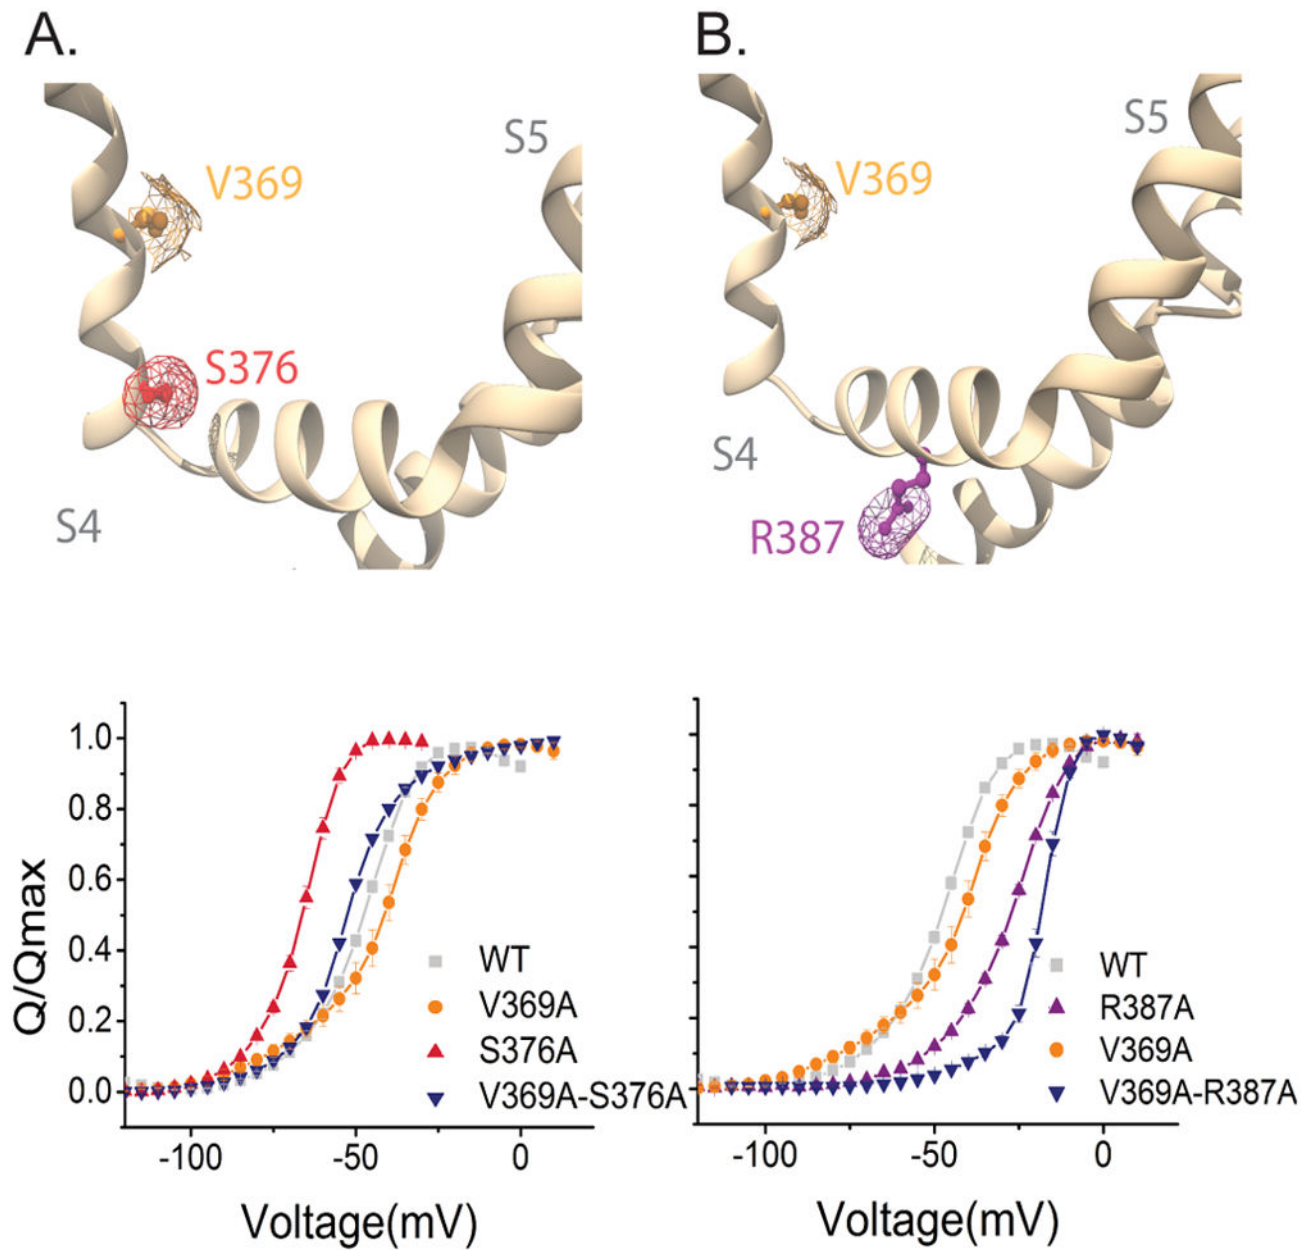 A.
V369
S5
S376
S4
B.
V369
S5
S4
R387
Q/Qmax
1.0
0.8
0.6
0.4
0.2
0.0
WT
V369A
S376A
V369A-S376A
-100
-50
0
Voltage(mV)
WT
R387A
V369A
V369A-R387A
-100
-50
0
Voltage(mV)